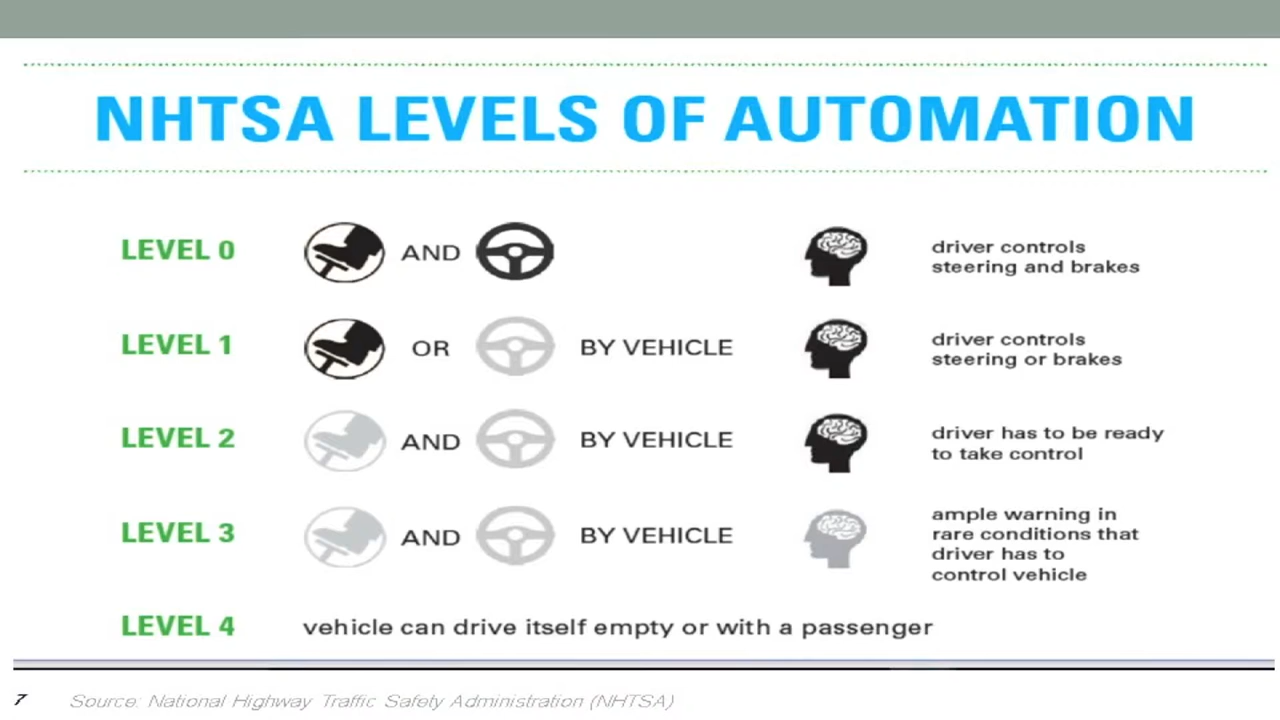 NHTSA LEVELS OF AUTOMATION
LEVEL 0 AND driver controls
steering and brakes
LEVEL 1 OR BY VEHICLE driver controls
steering or brakes
LEVEL 2 AND BY VEHICLE driver has to be ready
to take control
LEVEL 3 AND BY VEHICLE ample warning in
rare conditions that
driver has to
control vehicle
LEVEL 4 vehicle can drive itself empty or with a passenger
7 Source: National Highway Traffic Safety Administration (NHTSA)